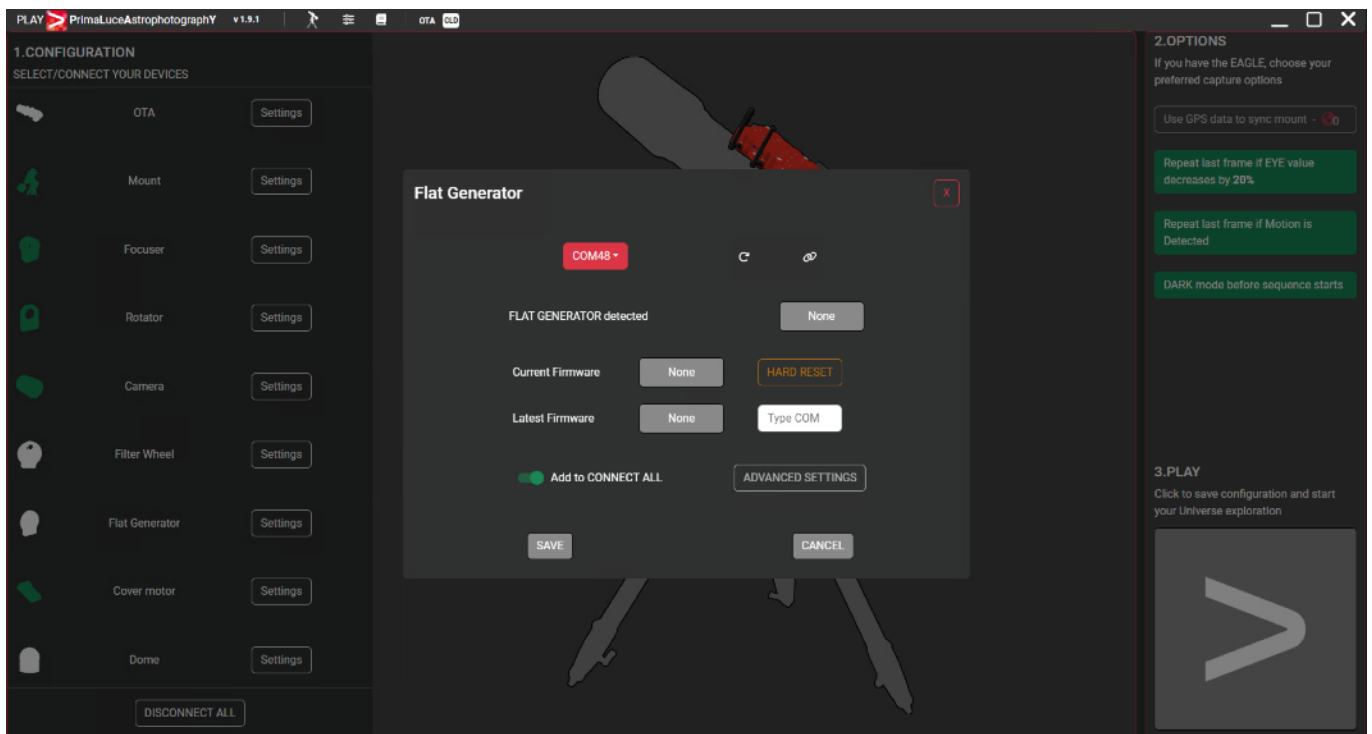 PLAY PrimaLuceAstrophotographY v 1.9.1 OTA CLD
1.CONFIGURATION
SELECT/CONNECT YOUR DEVICES
OTA Settings
Mount Settings
Focuser Settings
Rotator Settings
Camera Settings
Filter Wheel Settings
Flat Generator Settings
Cover motor Settings
Dome Settings
DISCONNECT ALL
Flat Generator X
COM48
FLAT GENERATOR detected None
Current Firmware None HARD RESET
Latest Firmware None Type COM
Add to CONNECT ALL ADVANCED SETTINGS
SAVE CANCEL
2.OPTIONS
If you have the EAGLE, choose your
preferred capture options
Use GPS data to sync mount - 0
Repeat last frame if EYE value
decreases by 20%
Repeat last frame if Motion is
Detected
DARK mode before sequence starts
3.PLAY
Click to save configuration and start
your Universe exploration